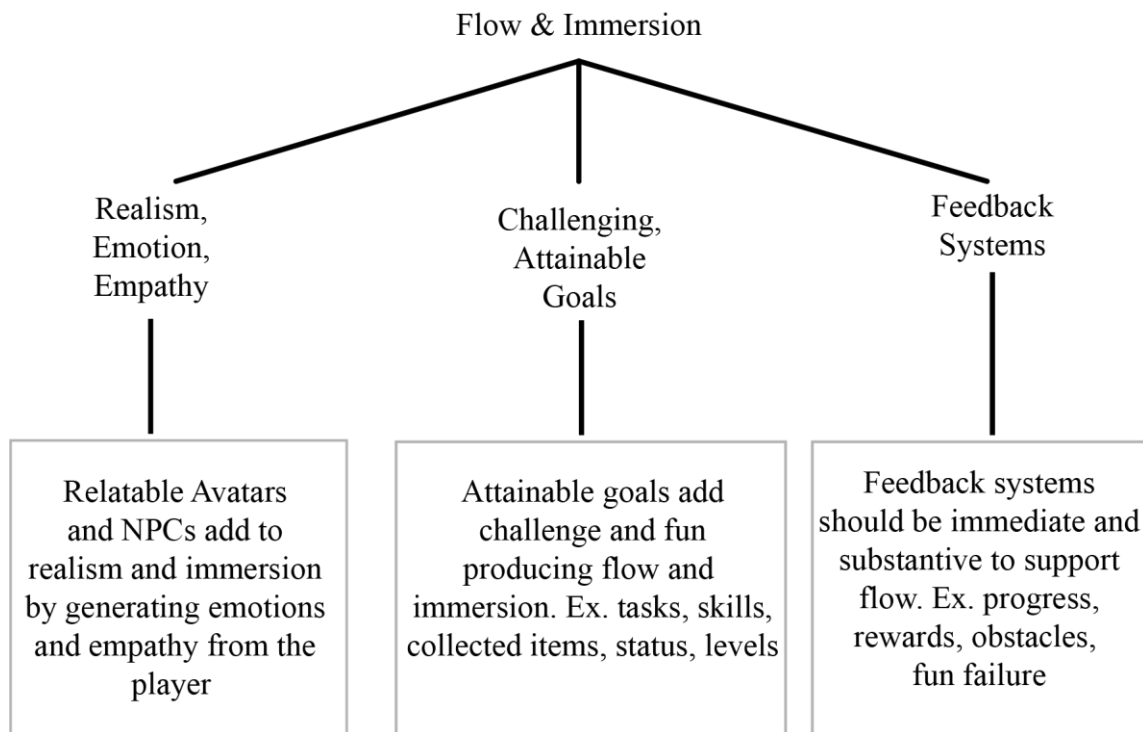 Flow & Immersion
Realism,
Emotion,
Empathy
Challenging,
Attainable
Goals
Feedback
Systems
Relatable Avatars
and NPCs add to
realism and immersion
by generating emotions
and empathy from the
player
Attainable goals add
challenge and fun
producing flow and
immersion. Ex. tasks, skills,
collected items, status, levels
Feedback systems
should be immediate and
substantive to support
flow. Ex. progress,
rewards, obstacles,
fun failure